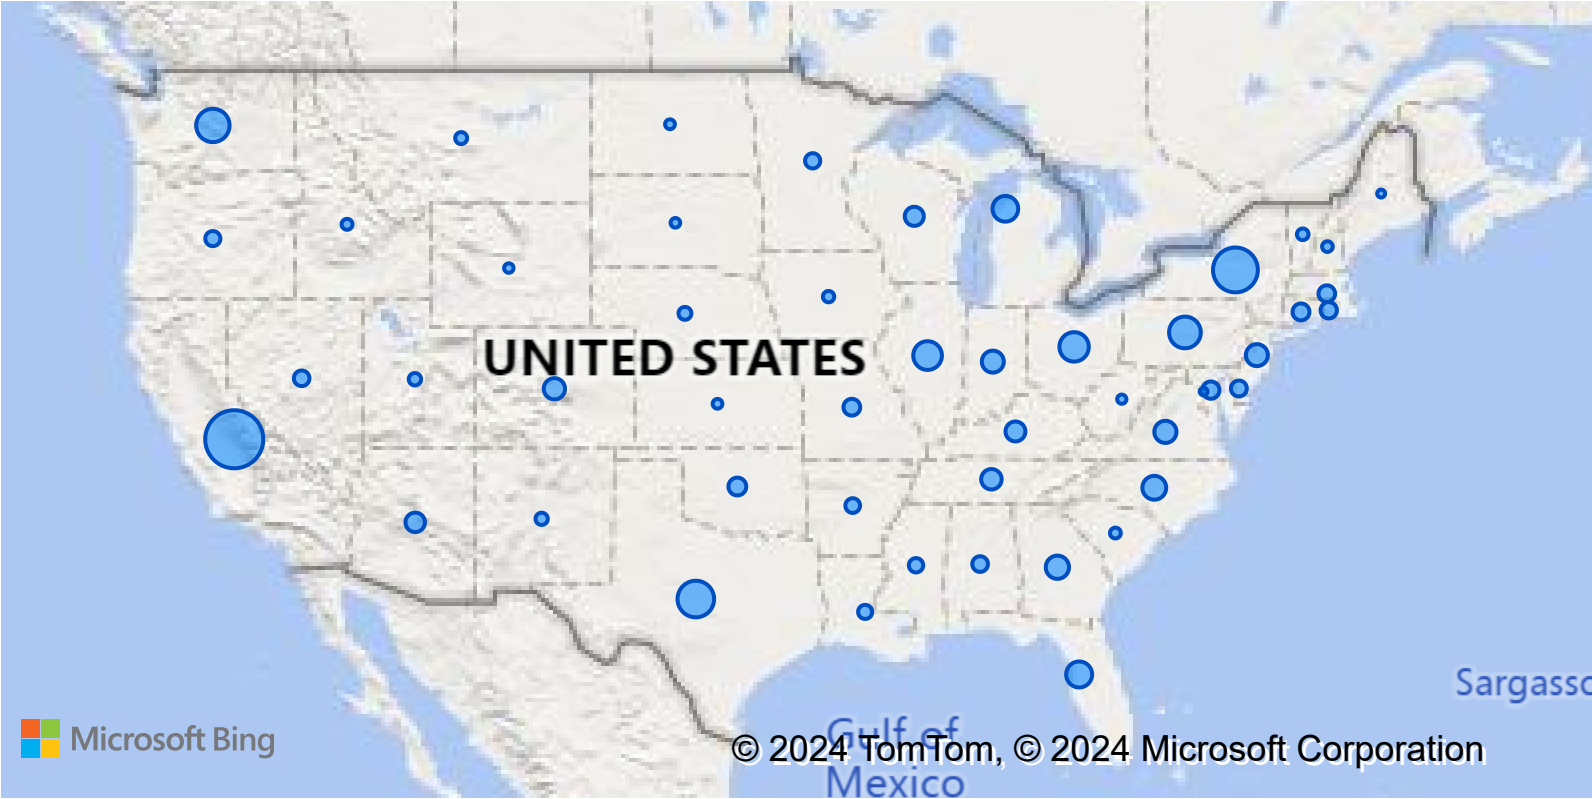 UNITED STATES
Sargasso
Gulf of
Mexico
Microsoft Bing
© 2024 TomTom, © 2024 Microsoft Corporation